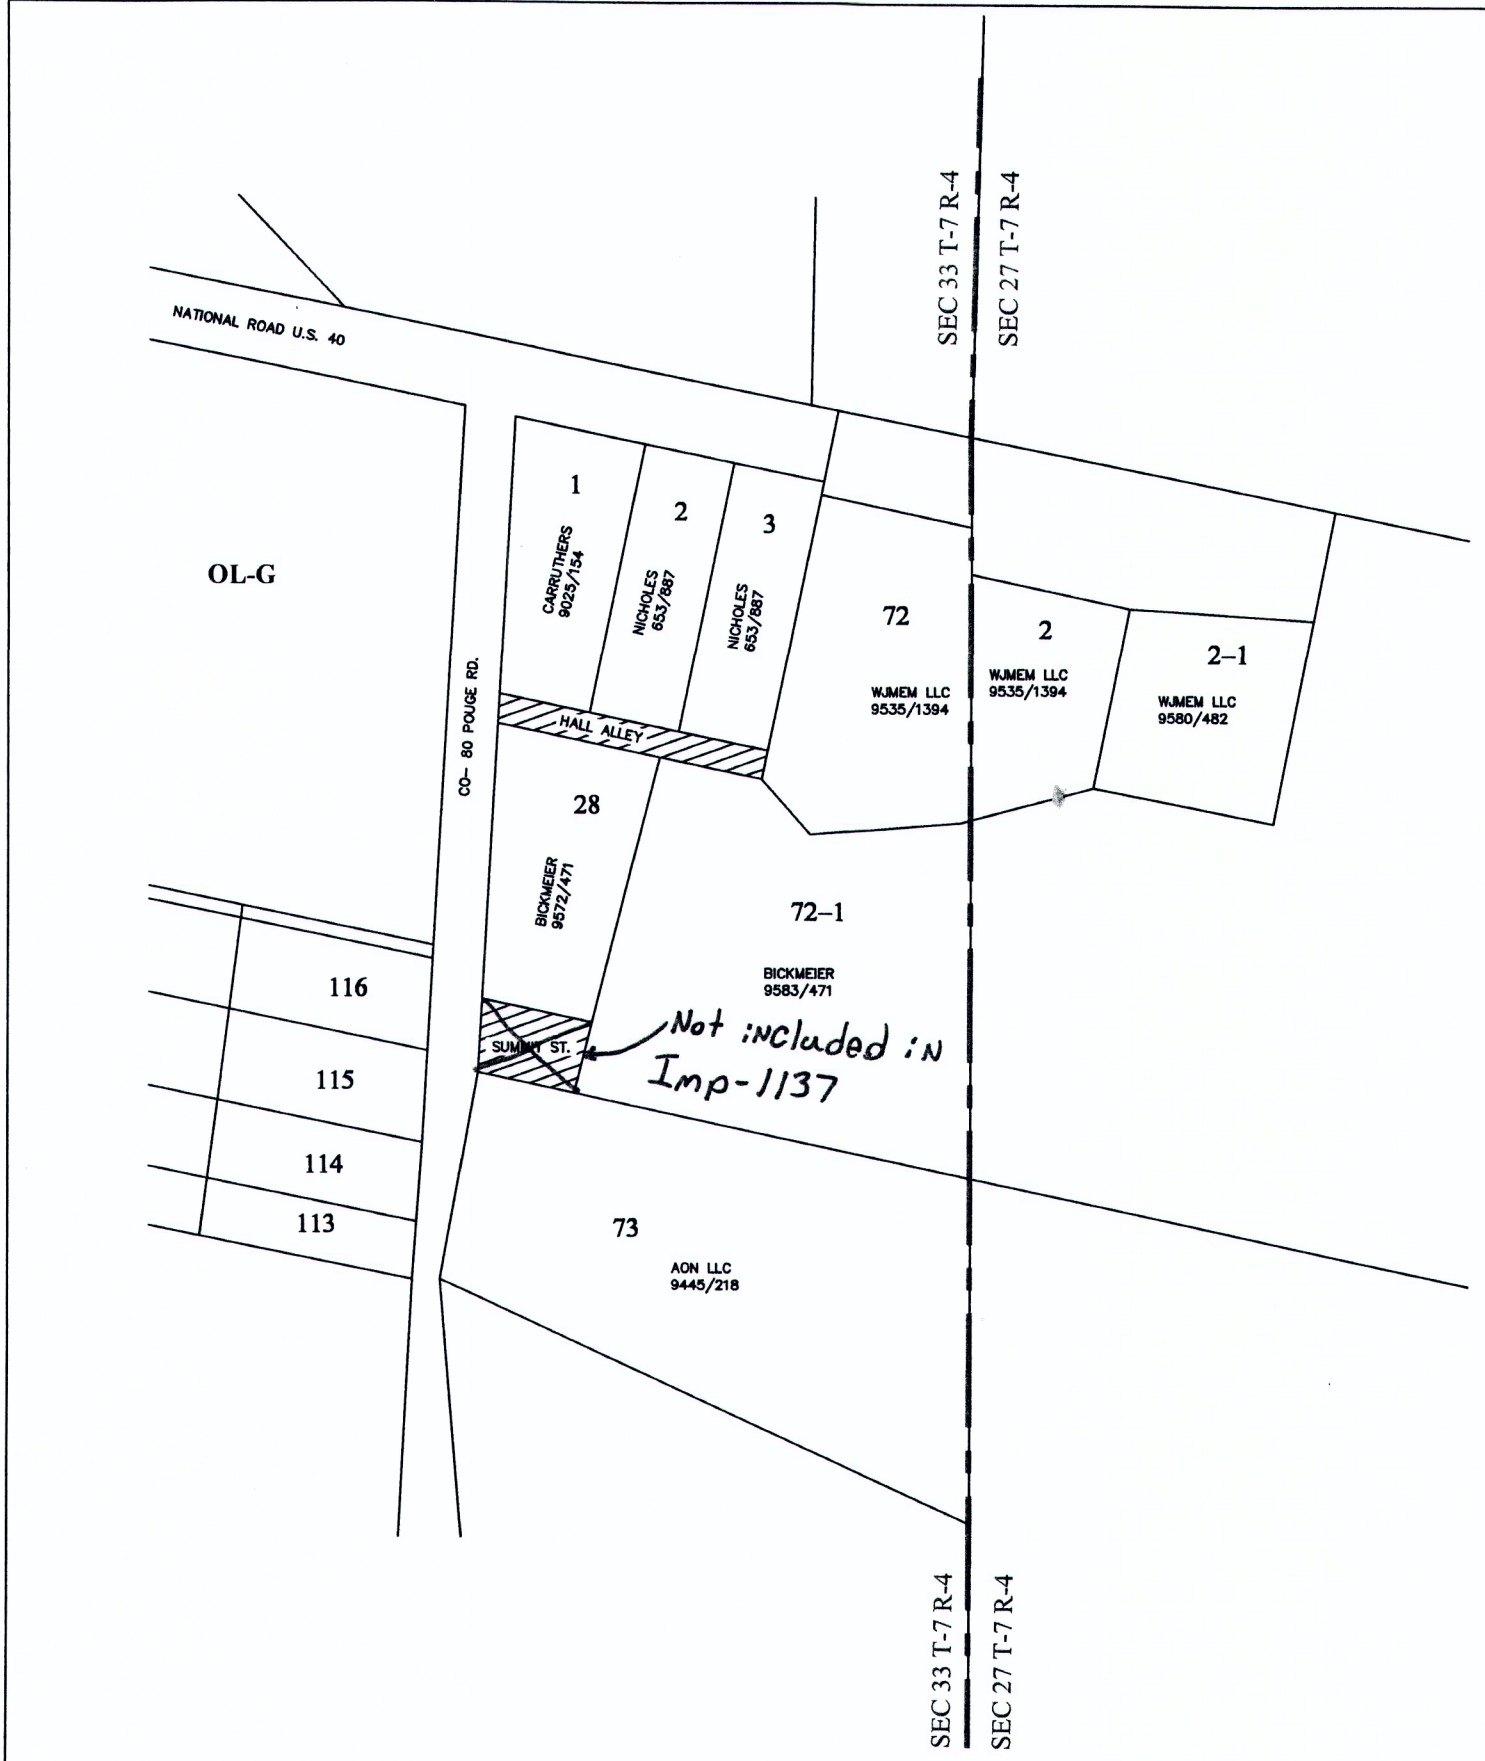 SEC 33 T-7 R-4
SEC 27 T-7 R-4
NATIONAL ROAD U.S. 40
1
CARRUTHERS
9025/154
2
NICHOLES
653/887
3
NICHOLES
653/887
OL-G
72
WJMEM LLC
9535/1394
2
WJMEM LLC
9535/1394
2-1
WJMEM LLC
9580/482
CO- 80 POUGE RD.
HALL ALLEY
28
BICKMEIER
9572/471
72-1
BICKMEIER
9583/471
116
SUMMIT ST.
Not iNcluded iN
Imp-1137
115
114
113
73
AON LLC
9445/218
SEC 33 T-7 R-4
SEC 27 T-7 R-4